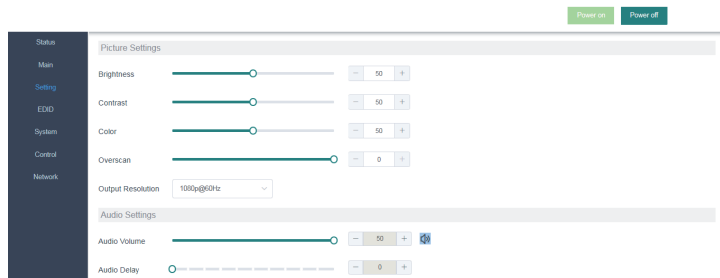 Power on Power off
Status
Main
Setting
EDID
System
Control
Network
Picture Settings
Brightness - 50 +
Contrast - 50 +
Color - 50 +
Overscan - 0 +
Output Resolution 1080p@60Hz
Audio Settings
Audio Volume - 50 +
Audio Delay - 0 +